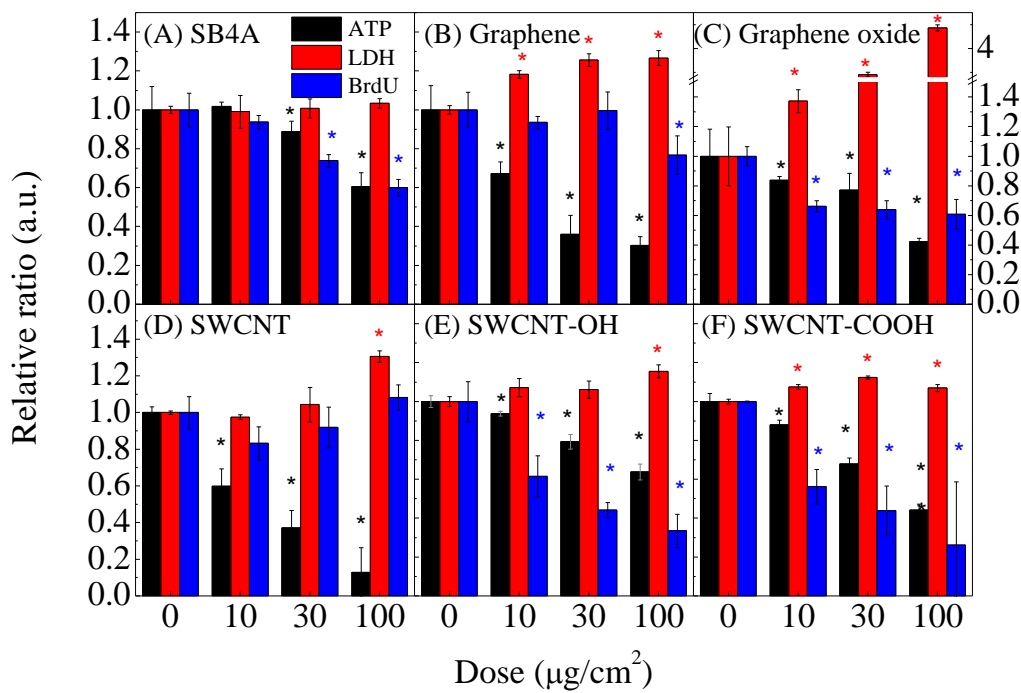 (A) SB4A
ATP
LDH
BrdU
(B) Graphene
(C) Graphene oxide
1.4
1.2
1.0
0.8
0.6
0.4
0.2
0.0
4
1.4
1.2
1.0
0.8
0.6
0.4
0.2
0.0
* * * *
* * * * *
* * * * * * * * *
Relative ratio (a.u.)
(D) SWCNT
(E) SWCNT-OH
(F) SWCNT-COOH
1.4
1.2
1.0
0.8
0.6
0.4
0.2
0.0
* * * *
* * * * * * *
* * * * * * * * * *
0 10 30 100
0 10 30 100
0 10 30 100
Dose (μg/cm²)